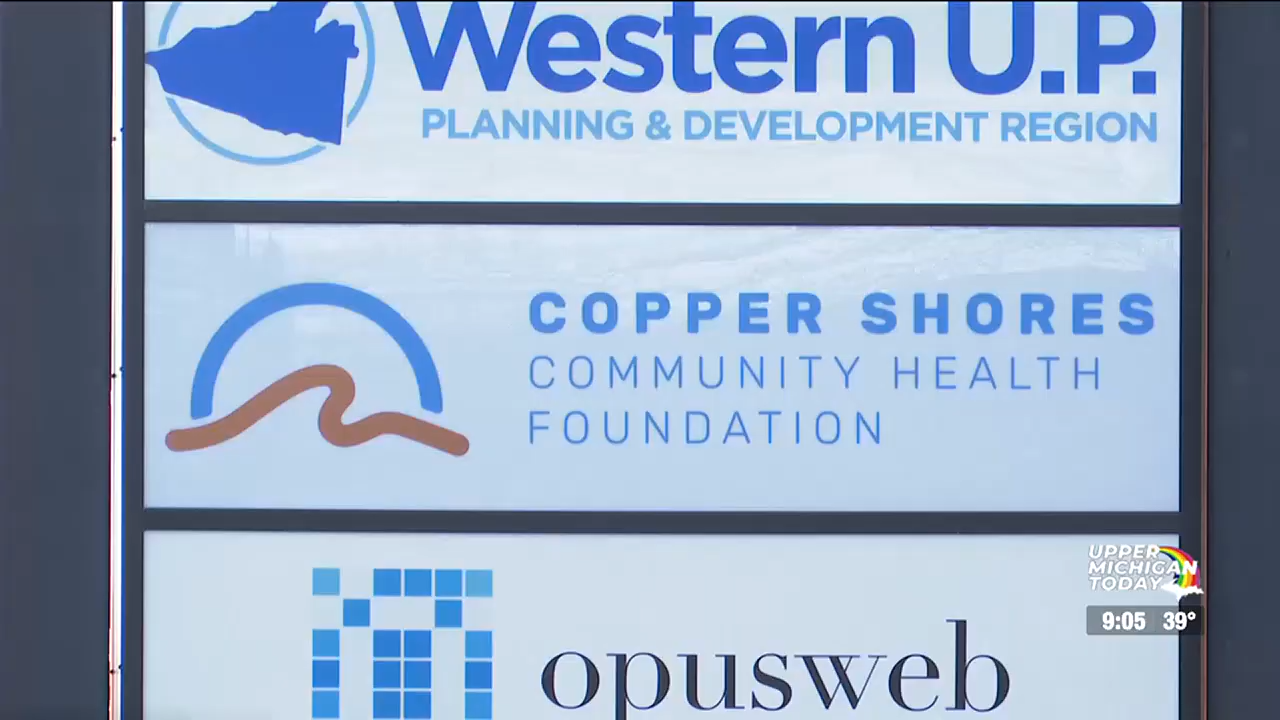 Western U.P.
PLANNING & DEVELOPMENT REGION
COPPER SHORES
COMMUNITY HEALTH
FOUNDATION
opusweb
UPPER
MICHIGAN
TODAY
9:05 39°